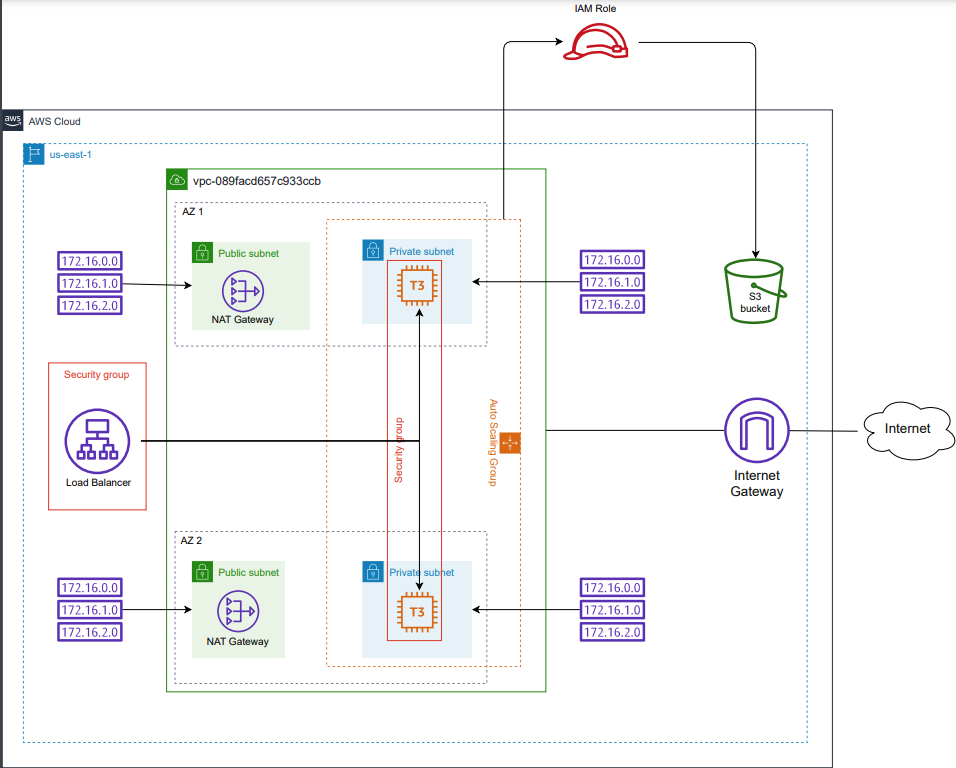 IAM Role
aws
AWS Cloud
us-east-1
vpc-089facd657c933ccb
AZ 1
Public subnet
NAT Gateway
Private subnet
T3
172.16.0.0
172.16.1.0
172.16.2.0
172.16.0.0
172.16.1.0
172.16.2.0
S3
bucket
Security group
Load Balancer
Security group
Auto Scaling Group
Internet
Gateway
Internet
AZ 2
Public subnet
NAT Gateway
Private subnet
T3
172.16.0.0
172.16.1.0
172.16.2.0
172.16.0.0
172.16.1.0
172.16.2.0